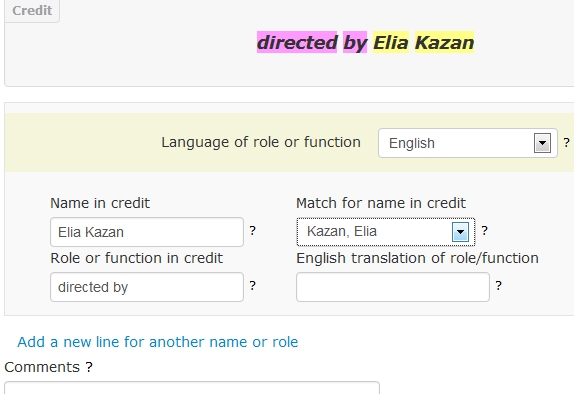 Credit
directed by Elia Kazan
Language of role or function English ?
Name in credit Match for name in credit
Elia Kazan ? Kazan, Elia ?
Role or function in credit English translation of role/function
directed by ? ?
Add a new line for another name or role
Comments ?